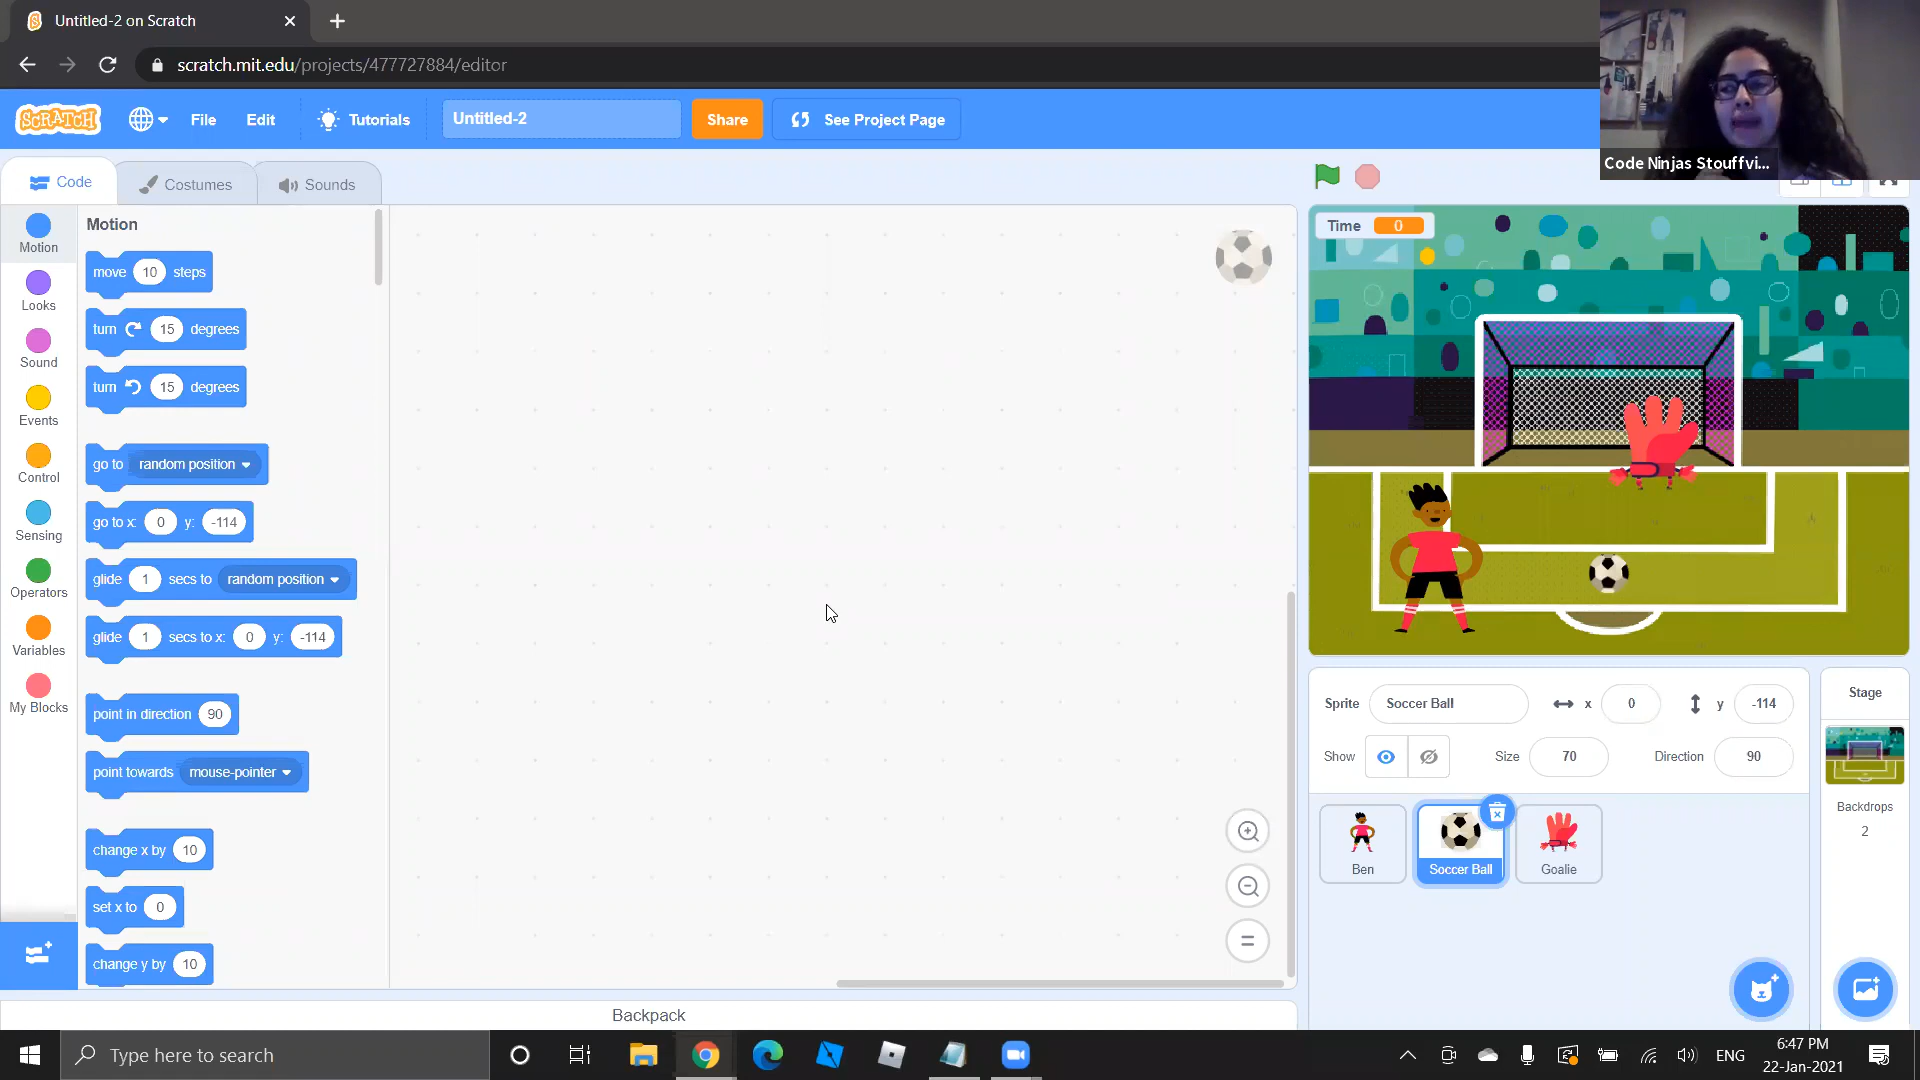 Untitled-2 on Scratch
scratch.mit.edu/projects/477727884/editor
SCRATCH
File
Edit
Tutorials
Untitled-2
Share
See Project Page
Code Ninjas Stouffvi...
Code
Costumes
Sounds
Motion
Looks
Sound
Events
Control
Sensing
Operators
Variables
My Blocks
Motion
move 10 steps
turn 15 degrees
turn 15 degrees
go to random position
go to x: 0 y: -114
glide 1 secs to random position
glide 1 secs to x: 0 y: -114
point in direction 90
point towards mouse-pointer
change x by 10
set x to 0
change y by 10
Time 0
Sprite Soccer Ball x 0 y -114
Show Size 70 Direction 90
Ben
Soccer Ball
Goalie
Stage
Backdrops
2
Backpack
Type here to search
ENG
6:47 PM
22-Jan-2021